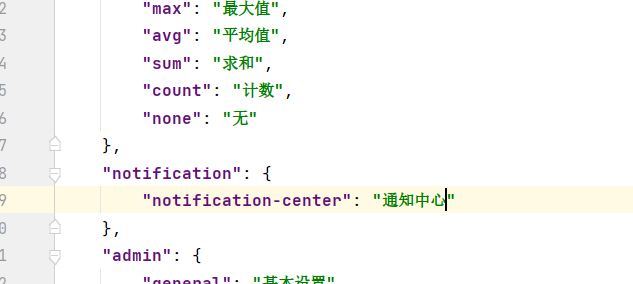 2 "max": "最大值",
3 "avg": "平均值",
4 "sum": "求和",
5 "count": "计数",
6 "none": "无"
7 },
8 "notification": {
9 "notification-center": "通知中心"
0 },
1 "admin": {
2 "general": "基本设置"